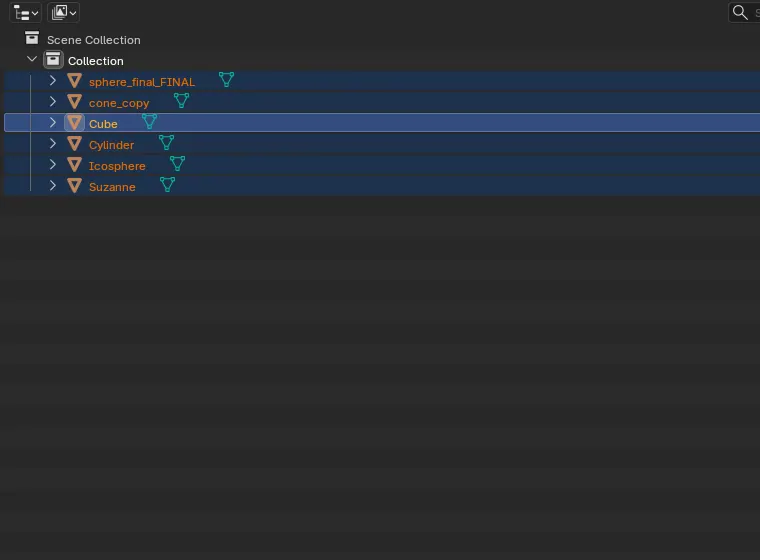 Scene Collection
Collection
sphere_final_FINAL
cone_copy
Cube
Cylinder
Icosphere
Suzanne